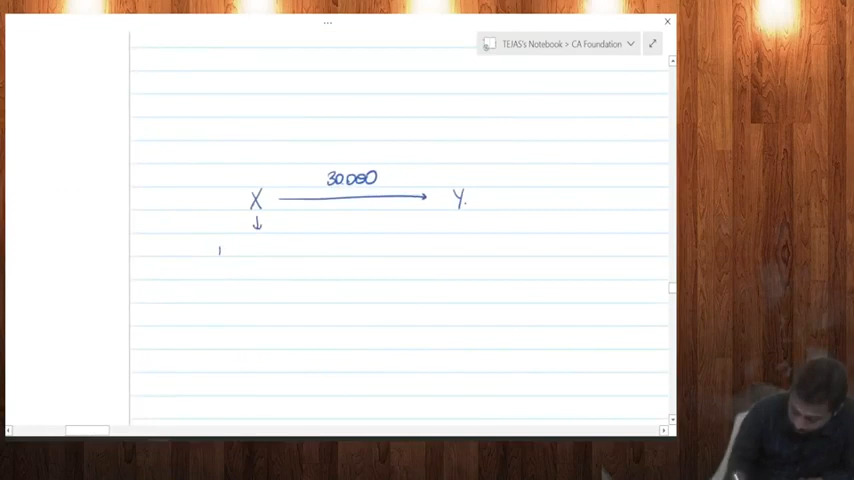 TEJAS's Notebook > CA Foundation
30,000
X → Y.
↓